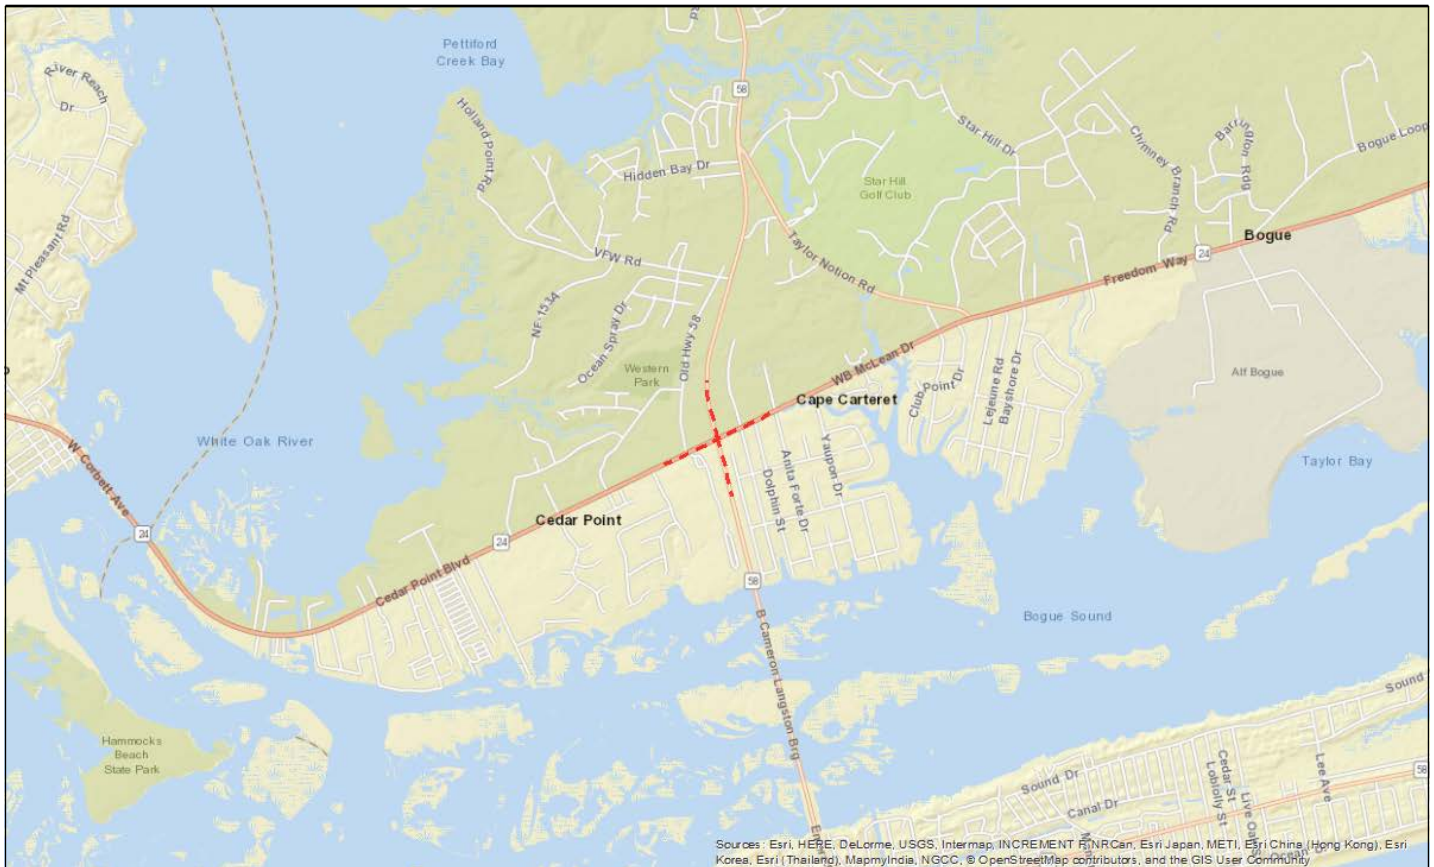 Pettiford
Creek Bay
River Reach
Dr
58
Holland Point Rd
Star Hill Dr
Chymney Branch Rd
Barrington Rdg
Bogue Loop
Hidden Bay Dr
Star Hill
Golf Club
Mt Pleasant Rd
VFW Rd
Taylor Notion Rd
Bogue
24
Freedom Way
NF-1534
Ocean Spray Dr
Old Hwy 58
Western
Park
WB McLean Dr
Cape Carteret
Club Point Dr
Lejeune Rd
Bayshore Dr
Alf Bogue
White Oak River
W Corbett Ave
Yaupon Dr
Anita Forte Dr
Dolphin St
Taylor Bay
24
Cedar Point
24
Cedar Point Blvd
58
B Cameron Langston Brg
Bogue Sound
Hammocks
Beach
State Park
Sound
Sound Dr
Canal Dr
Cedar St
Loblolly St
Live Oak
Lee Ave
58
Ocean D
Sources: Esri, HERE, DeLorme, USGS, Intermap, INCREMENT P, NRCan, Esri Japan, METI, Esri China (Hong Kong), Esri
Korea, Esri (Thailand), MapmyIndia, NGCC, © OpenStreetMap contributors, and the GIS User Community